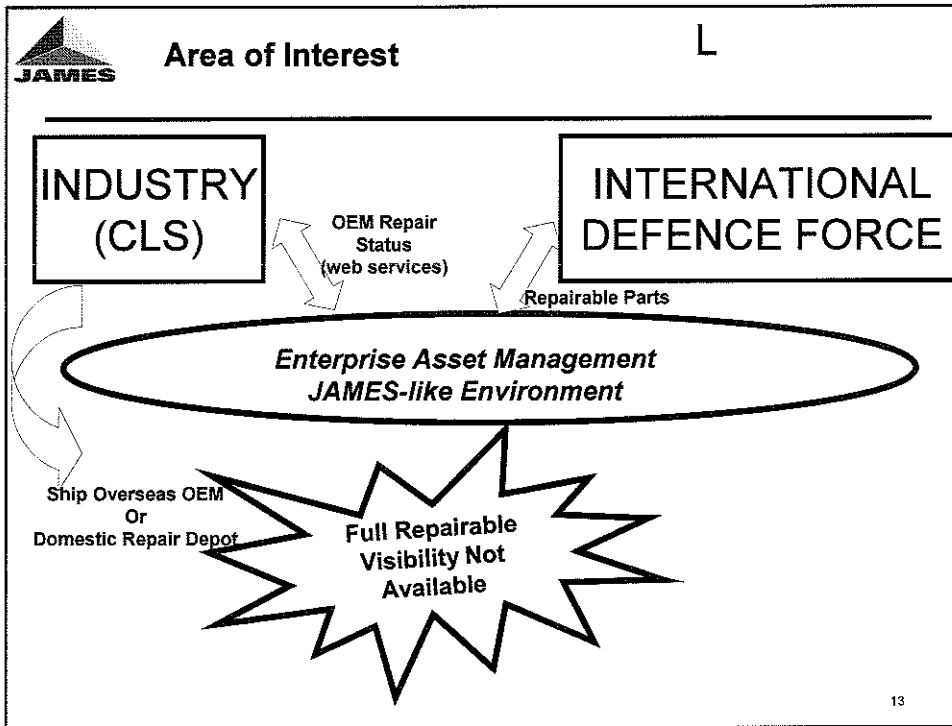 JAMES
Area of Interest
L
INDUSTRY
(CLS)
INTERNATIONAL
DEFENCE FORCE
OEM Repair
Status
(web services)
Repairable Parts
Enterprise Asset Management
JAMES-like Environment
Ship Overseas OEM
Or
Domestic Repair Depot
Full Repairable
Visibility Not
Available
13